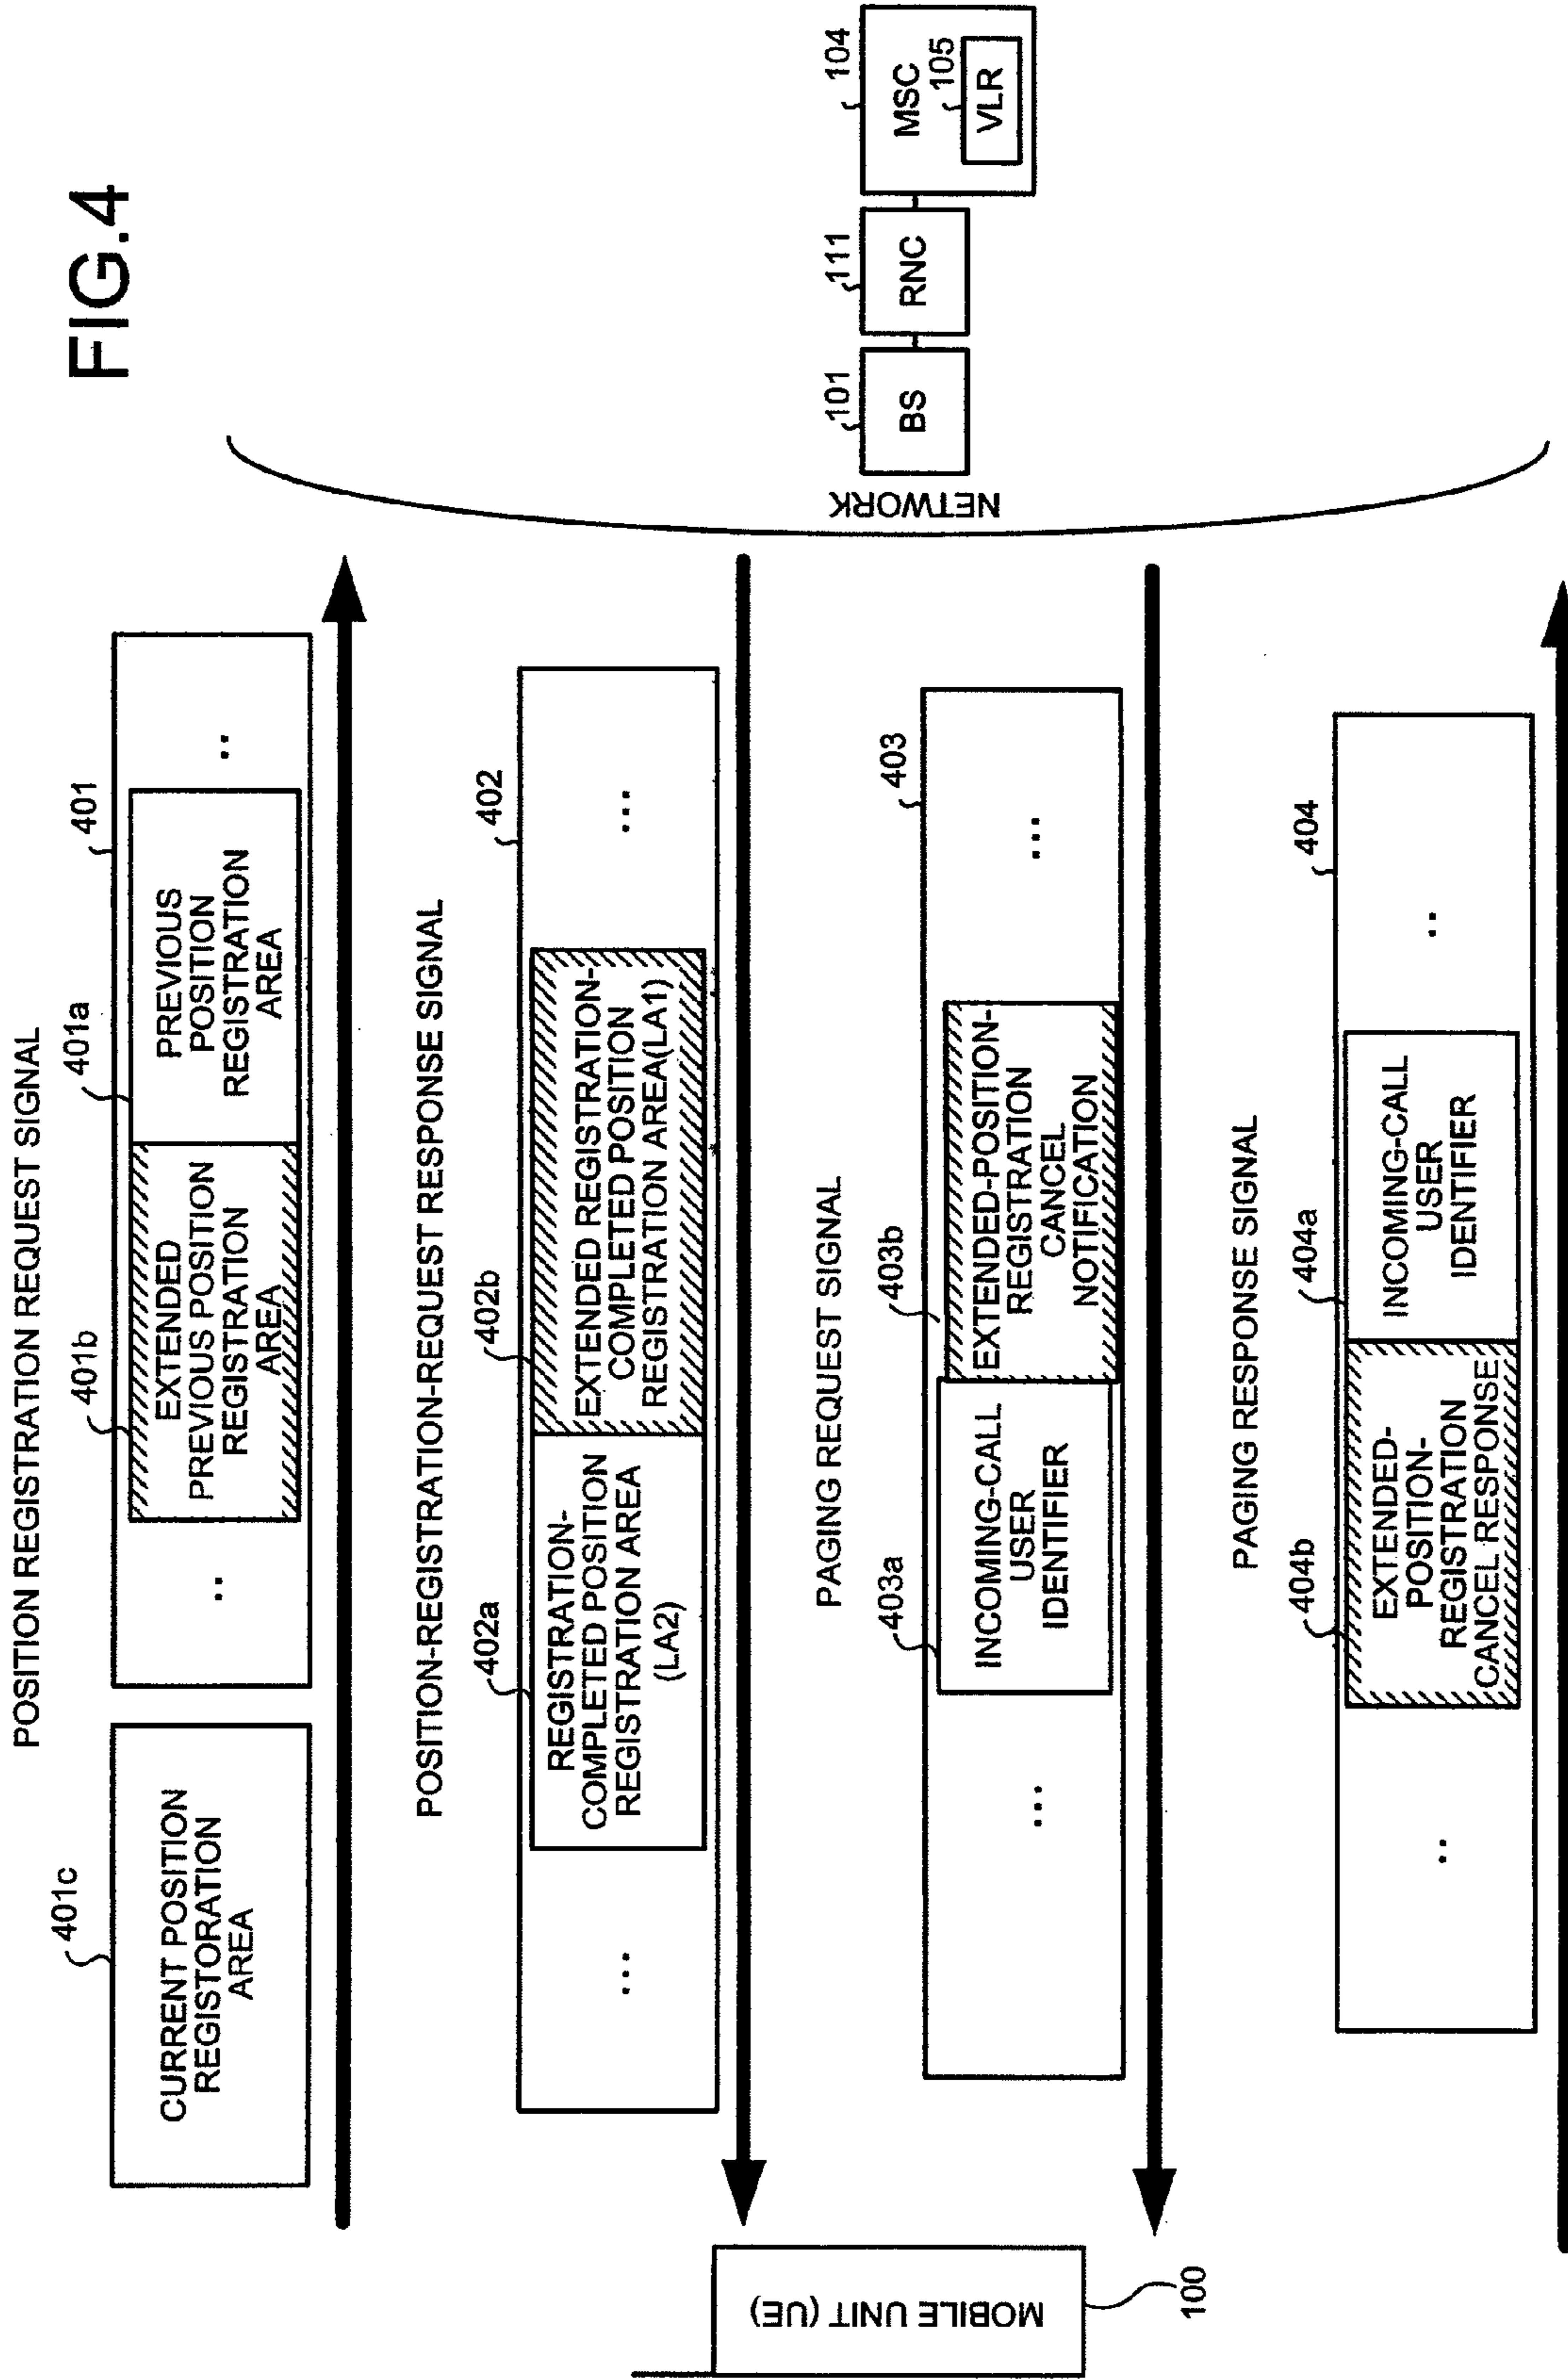 FIG.4
POSITION REGISTRATION REQUEST SIGNAL
401c
CURRENT POSITION
REGISTORATION
AREA
401b
401a
401
..
EXTENDED
PREVIOUS POSITION
REGISTRATION
AREA
PREVIOUS
POSITION
REGISTRATION
AREA
..
POSITION-REGISTRATION-REQUEST RESPONSE SIGNAL
402a
402b
402
...
REGISTRATION-
COMPLETED POSITION
REGISTRATION AREA
(LA2)
EXTENDED REGISTRATION-
COMPLETED POSITION
REGISTRATION AREA(LA1)
...
MOBILE UNIT (UE)
100
NETWORK
101
BS
111
RNC
104
MSC
105
VLR
PAGING REQUEST SIGNAL
403a
403b
403
...
INCOMING-CALL
USER
IDENTIFIER
EXTENDED-POSITION-
REGISTRATION
CANCEL
NOTIFICATION
...
PAGING RESPONSE SIGNAL
404b
404a
404
..
EXTENDED-
POSITION-
REGISTRATION
CANCEL RESPONSE
INCOMING-CALL
USER
IDENTIFIER
..